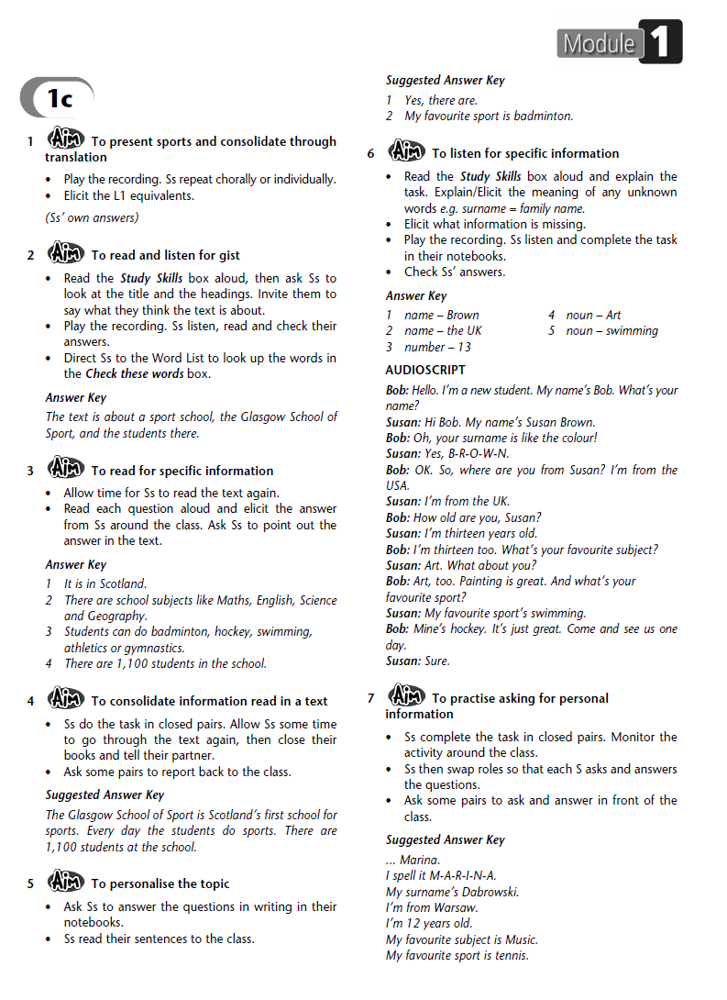 Module 1
1c
1 Aim To present sports and consolidate through
translation
• Play the recording. Ss repeat chorally or individually.
• Elicit the L1 equivalents.
(Ss' own answers)
2 Aim To read and listen for gist
• Read the Study Skills box aloud, then ask Ss to
look at the title and the headings. Invite them to
say what they think the text is about.
• Play the recording. Ss listen, read and check their
answers.
• Direct Ss to the Word List to look up the words in
the Check these words box.
Answer Key
The text is about a sport school, the Glasgow School of
Sport, and the students there.
3 Aim To read for specific information
• Allow time for Ss to read the text again.
• Read each question aloud and elicit the answer
from Ss around the class. Ask Ss to point out the
answer in the text.
Answer Key
1 It is in Scotland.
2 There are school subjects like Maths, English, Science
and Geography.
3 Students can do badminton, hockey, swimming,
athletics or gymnastics.
4 There are 1,100 students in the school.
4 Aim To consolidate information read in a text
• Ss do the task in closed pairs. Allow Ss some time
to go through the text again, then close their
books and tell their partner.
• Ask some pairs to report back to the class.
Suggested Answer Key
The Glasgow School of Sport is Scotland's first school for
sports. Every day the students do sports. There are
1,100 students at the school.
5 Aim To personalise the topic
• Ask Ss to answer the questions in writing in their
notebooks.
• Ss read their sentences to the class.
Suggested Answer Key
1 Yes, there are.
2 My favourite sport is badminton.
6 Aim To listen for specific information
• Read the Study Skills box aloud and explain the
task. Explain/Elicit the meaning of any unknown
words e.g. surname = family name.
• Elicit what information is missing.
• Play the recording. Ss listen and complete the task
in their notebooks.
• Check Ss' answers.
Answer Key
1 name – Brown 4 noun – Art
2 name – the UK 5 noun – swimming
3 number – 13
AUDIOSCRIPT
Bob: Hello. I'm a new student. My name's Bob. What's your
name?
Susan: Hi Bob. My name's Susan Brown.
Bob: Oh, your surname is like the colour!
Susan: Yes, B-R-O-W-N.
Bob: OK. So, where are you from Susan? I'm from the
USA.
Susan: I'm from the UK.
Bob: How old are you, Susan?
Susan: I'm thirteen years old.
Bob: I'm thirteen too. What's your favourite subject?
Susan: Art. What about you?
Bob: Art, too. Painting is great. And what's your
favourite sport?
Susan: My favourite sport's swimming.
Bob: Mine's hockey. It's just great. Come and see us one
day.
Susan: Sure.
7 Aim To practise asking for personal
information
• Ss complete the task in closed pairs. Monitor the
activity around the class.
• Ss then swap roles so that each S asks and answers
the questions.
• Ask some pairs to ask and answer in front of the
class.
Suggested Answer Key
... Marina.
I spell it M-A-R-I-N-A.
My surname's Dabrowski.
I'm from Warsaw.
I'm 12 years old.
My favourite subject is Music.
My favourite sport is tennis.